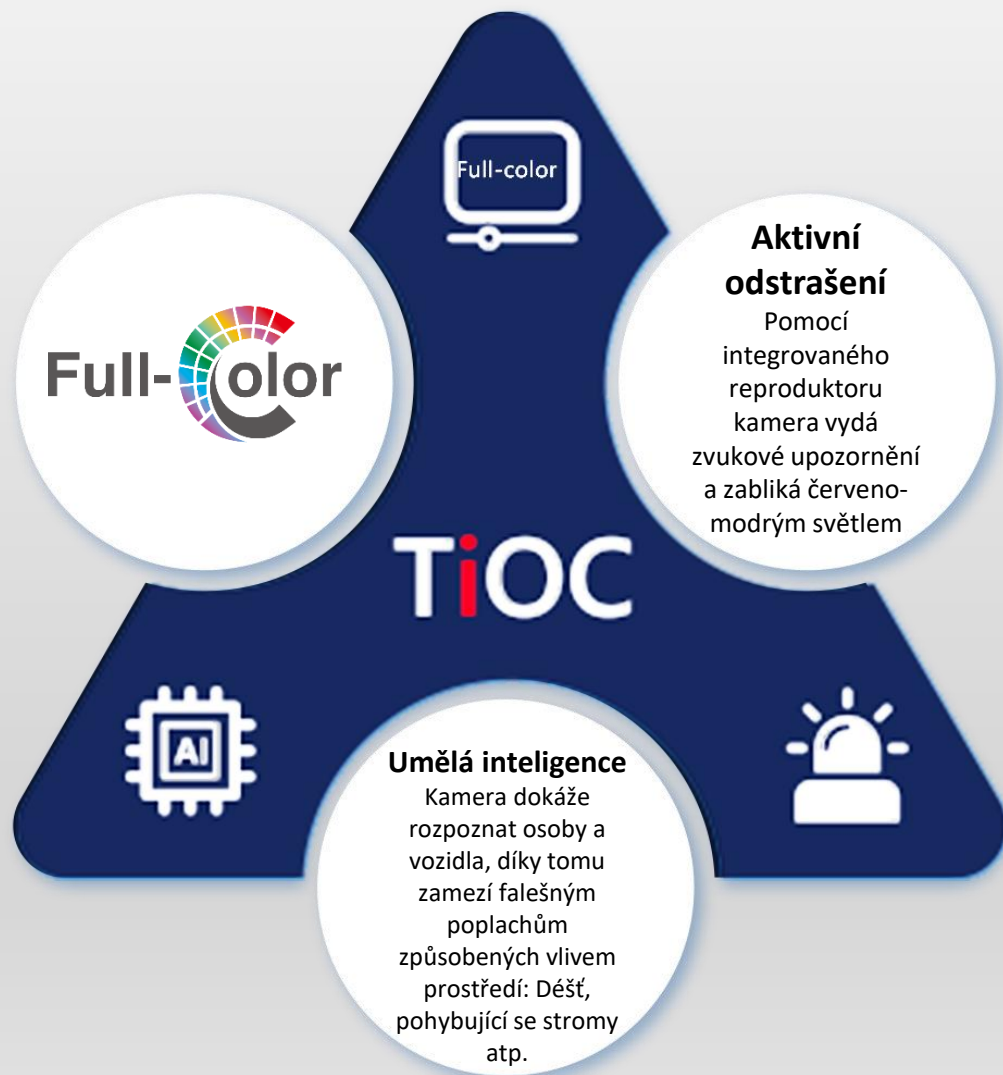 Full-color
Full-Color
Aktivní
odstrašení
Pomocí
integrovaného
reproduktoru
kamera vydá
zvukové upozornění
a zabliká červeno-
modrým světlem
TiOC
AI
Umělá inteligence
Kamera dokáže
rozpoznat osoby a
vozidla, díky tomu
zamezí falešným
poplachům
způsobených vlivem
prostředí: Déšť,
pohybující se stromy
atp.